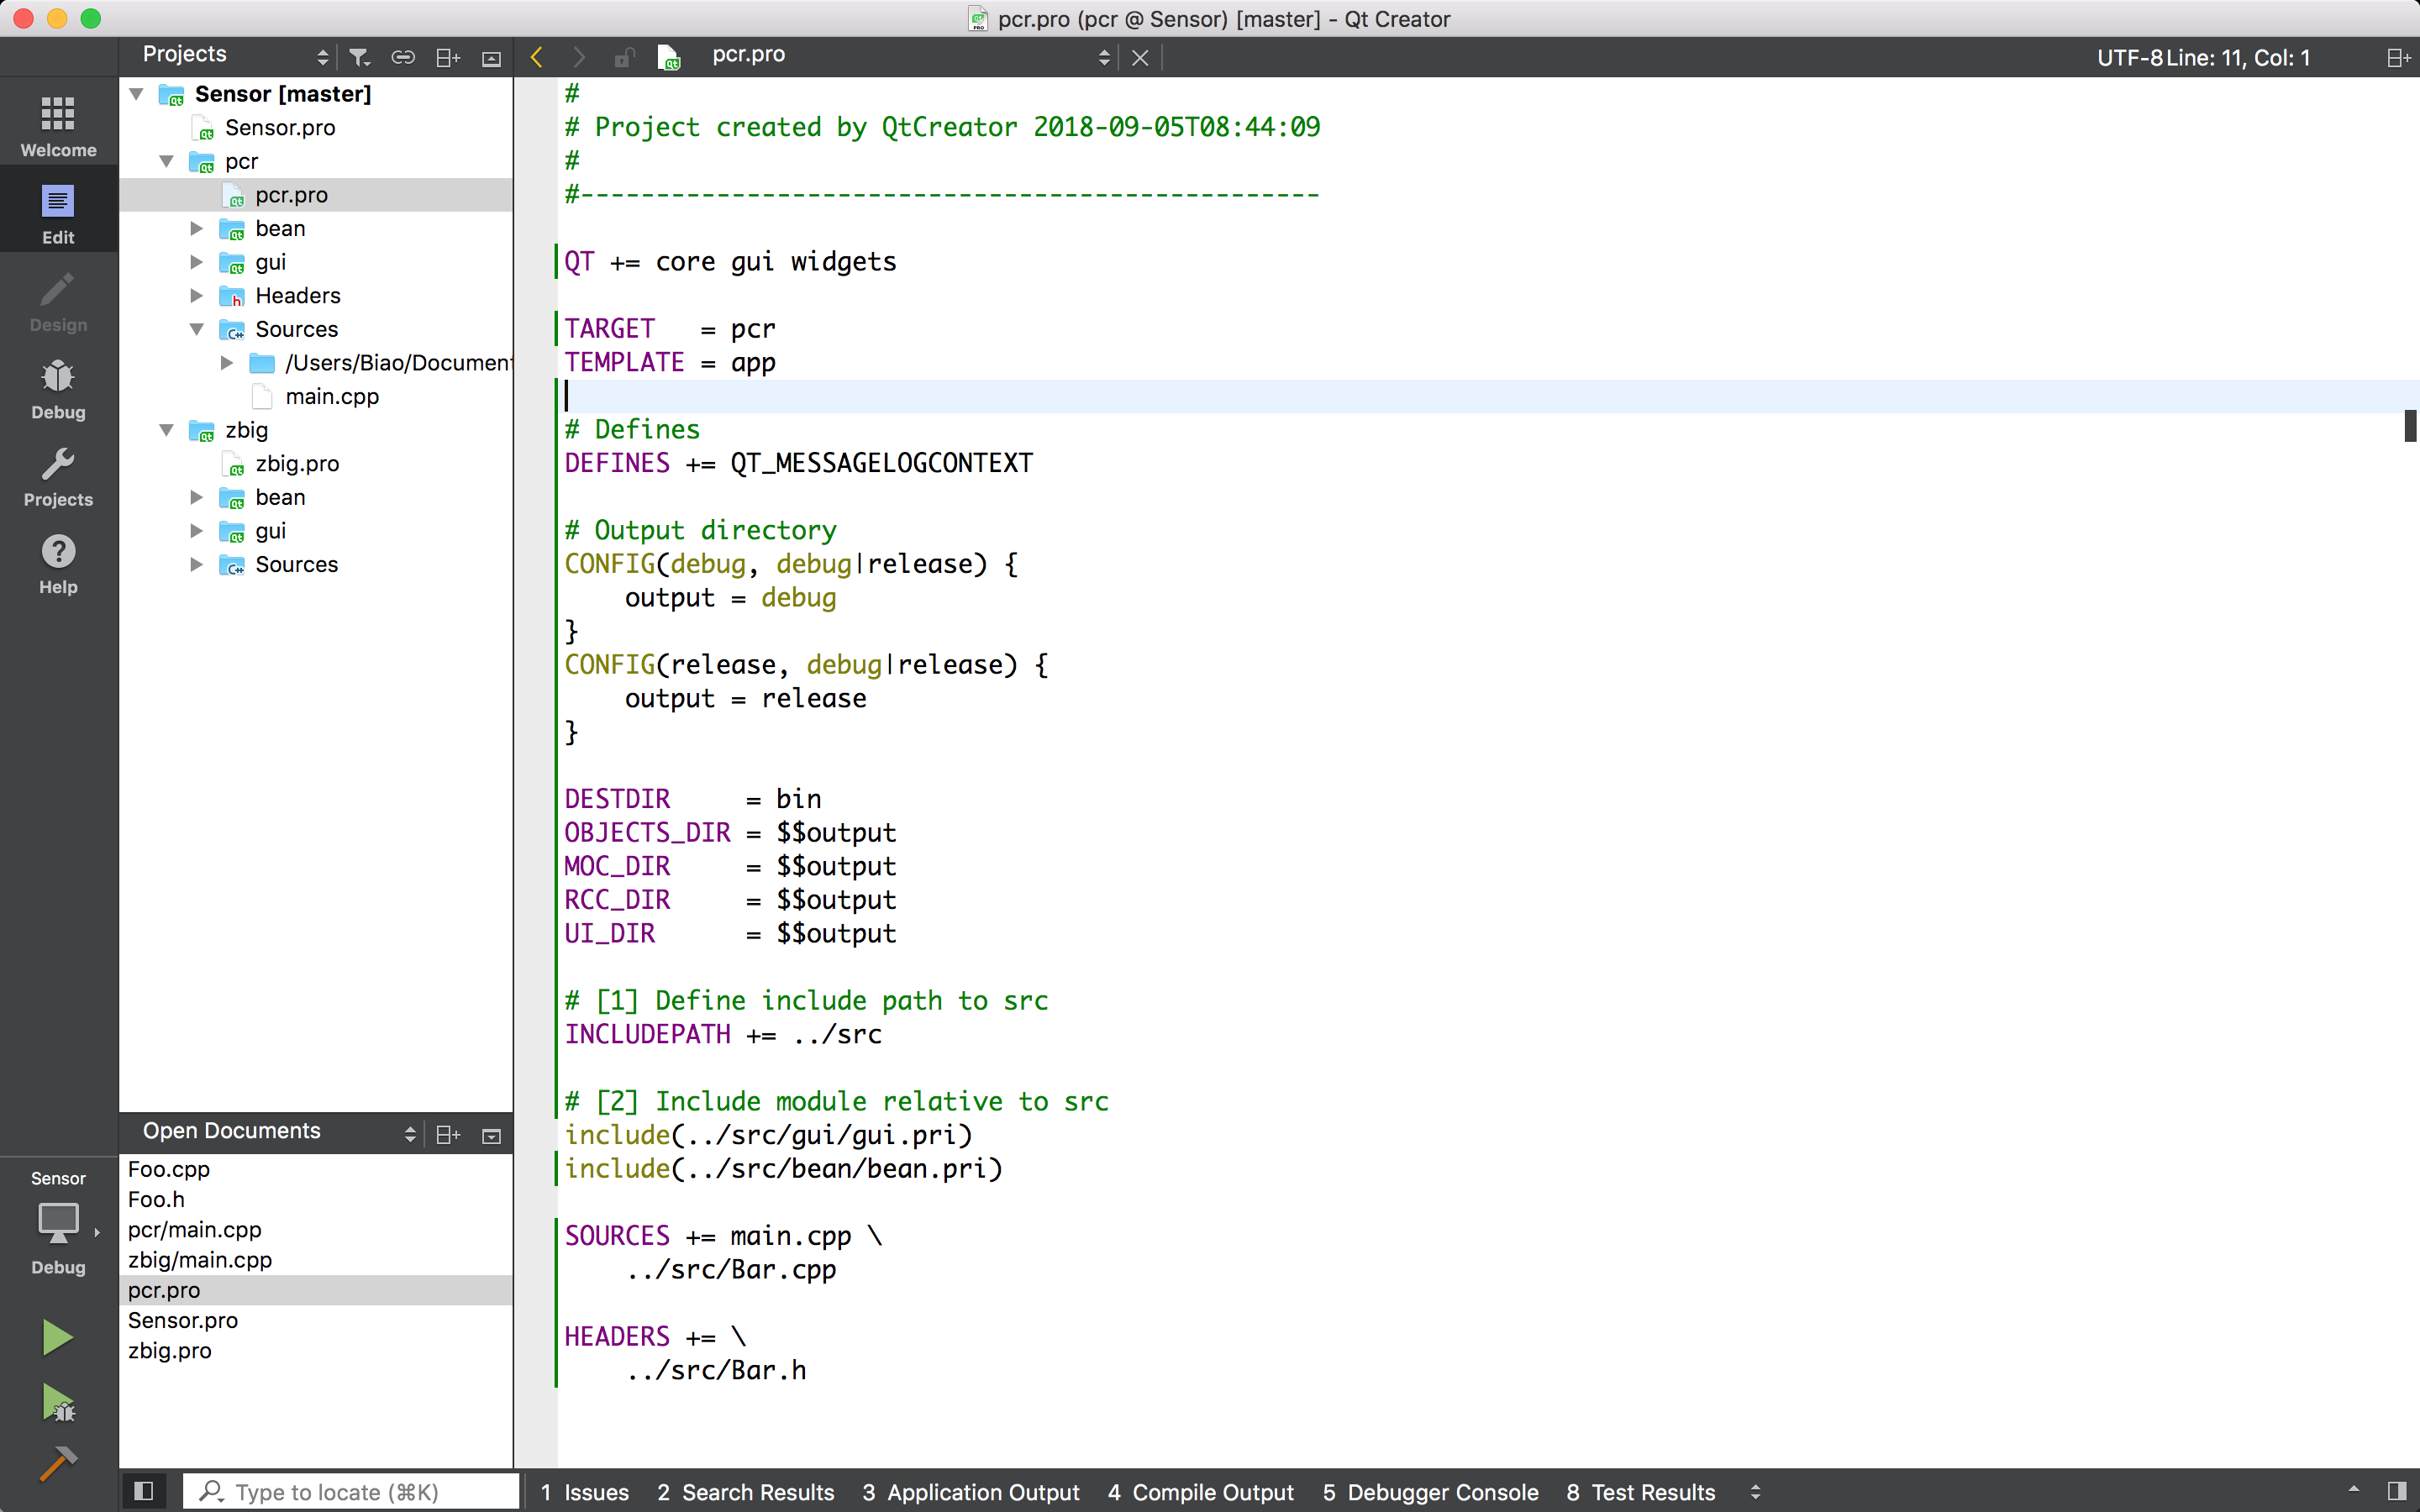 pcr.pro (pcr @ Sensor) [master] - Qt Creator
Projects
pcr.pro
UTF-8 Line: 11, Col: 1
Welcome
Edit
Design
Debug
Projects
Help
Sensor
Debug
Sensor [master]
Sensor.pro
pcr
pcr.pro
bean
gui
Headers
Sources
/Users/Biao/Document
main.cpp
zbig
zbig.pro
bean
gui
Sources
Open Documents
Foo.cpp
Foo.h
pcr/main.cpp
zbig/main.cpp
pcr.pro
Sensor.pro
zbig.pro
#
# Project created by QtCreator 2018-09-05T08:44:09
#
#-------------------------------------------------
QT += core gui widgets
TARGET   = pcr
TEMPLATE = app
# Defines
DEFINES += QT_MESSAGELOGCONTEXT
# Output directory
CONFIG(debug, debug|release) {
    output = debug
}
CONFIG(release, debug|release) {
    output = release
}
DESTDIR     = bin
OBJECTS_DIR = $$output
MOC_DIR     = $$output
RCC_DIR     = $$output
UI_DIR      = $$output
# [1] Define include path to src
INCLUDEPATH += ../src
# [2] Include module relative to src
include(../src/gui/gui.pri)
include(../src/bean/bean.pri)
SOURCES += main.cpp \
    ../src/Bar.cpp
HEADERS += \
    ../src/Bar.h
Type to locate (⌘K)
1 Issues
2 Search Results
3 Application Output
4 Compile Output
5 Debugger Console
8 Test Results